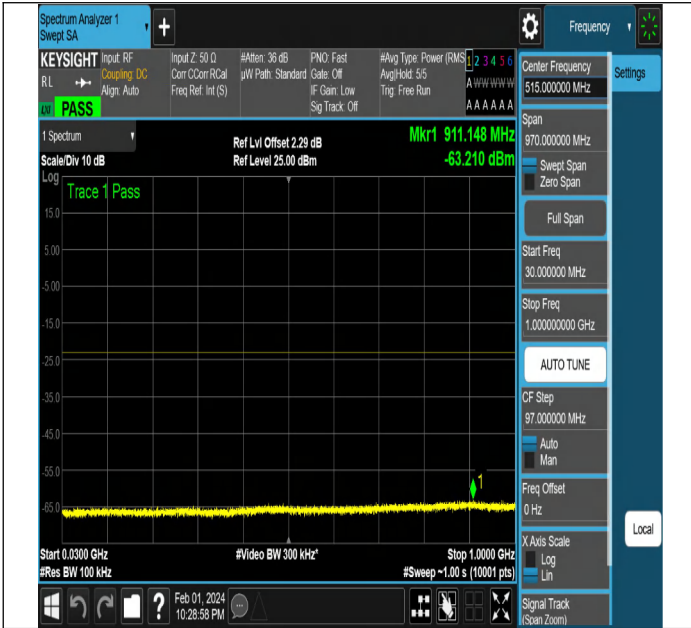 Spectrum Analyzer 1
Swept SA
Frequency
KEYSIGHT
Input: RF
Coupling: DC
Align: Auto
Input Z: 50 Ω
Corr CCorr RCal
Freq Ref: Int (S)
#Atten: 36 dB
µW Path: Standard
PNO: Fast
Gate: Off
IF Gain: Low
Sig Track: Off
#Avg Type: Power (RMS
Avg|Hold: 5/5
Trig: Free Run
1 2 3 4 5 6
A W W W W W
A A A A A A
R L
LXI
PASS
1 Spectrum
Scale/Div 10 dB
Ref Lvl Offset 2.29 dB
Ref Level 25.00 dBm
Mkr1 911.148 MHz
-63.210 dBm
Log
Trace 1 Pass
15.0
5.00
-5.00
-15.0
-25.0
-35.0
-45.0
-55.0
-65.0
1
Start 0.0300 GHz
#Res BW 100 kHz
#Video BW 300 kHz*
Stop 1.0000 GHz
#Sweep ~1.00 s (10001 pts)
Center Frequency
515.000000 MHz
Settings
Span
970.000000 MHz
Swept Span
Zero Span
Full Span
Start Freq
30.000000 MHz
Stop Freq
1.000000000 GHz
AUTO TUNE
CF Step
97.000000 MHz
Auto
Man
Freq Offset
0 Hz
X Axis Scale
Log
Lin
Local
Signal Track
(Span Zoom)
?
Feb 01, 2024
10:28:58 PM